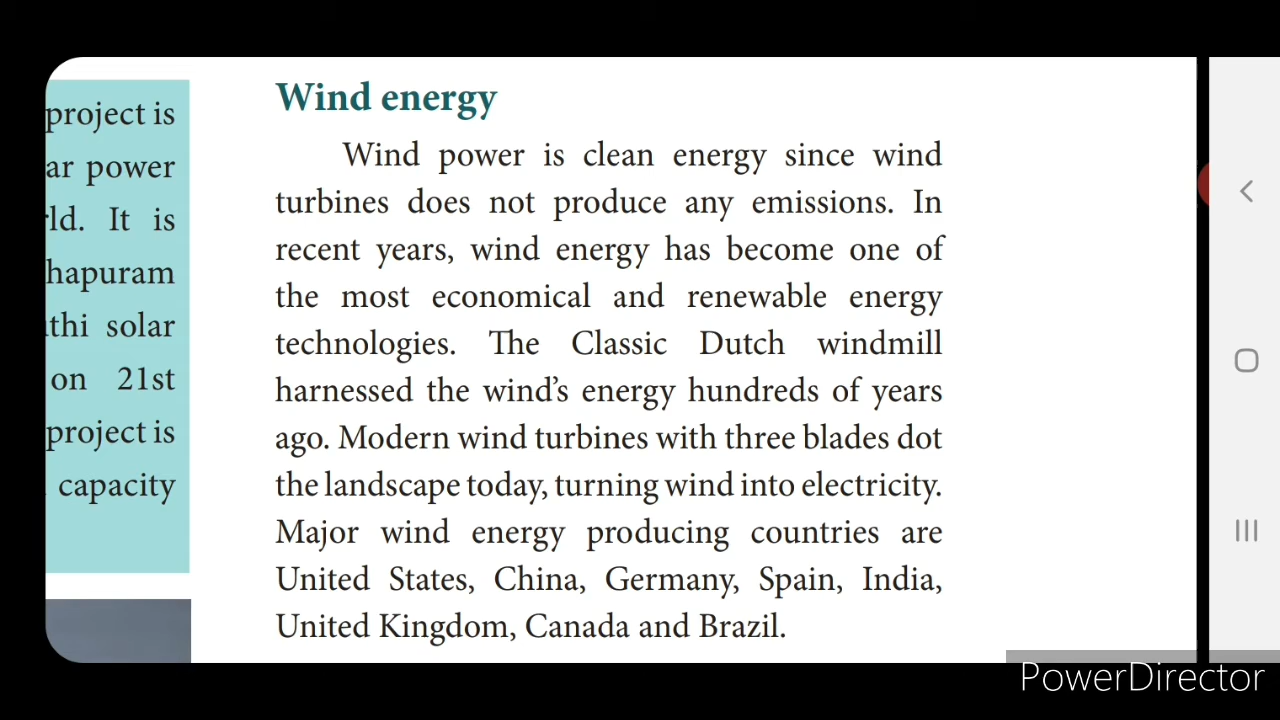 project is
ar power
ld. It is
hapuram
thi solar
on 21st
project is
capacity
Wind energy
Wind power is clean energy since wind
turbines does not produce any emissions. In
recent years, wind energy has become one of
the most economical and renewable energy
technologies. The Classic Dutch windmill
harnessed the wind's energy hundreds of years
ago. Modern wind turbines with three blades dot
the landscape today, turning wind into electricity.
Major wind energy producing countries are
United States, China, Germany, Spain, India,
United Kingdom, Canada and Brazil.
PowerDirector